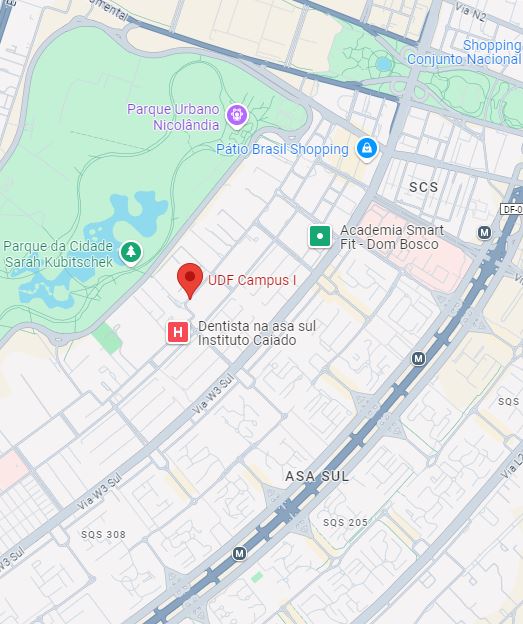 Via N2
Shopping
Conjunto Nacional
Parque Urbano
Nicolândia
Pátio Brasil Shopping
SCS
DF-0
M
Academia Smart
Fit - Dom Bosco
Parque da Cidade
Sarah Kubitschek
UDF Campus I
H
Dentista na asa sul
Instituto Caiado
M
Via W3 Sul
SQS
ASA SUL
Via W3 Sul
SQS 205
SQS 308
Via L2
M
W3 Sul